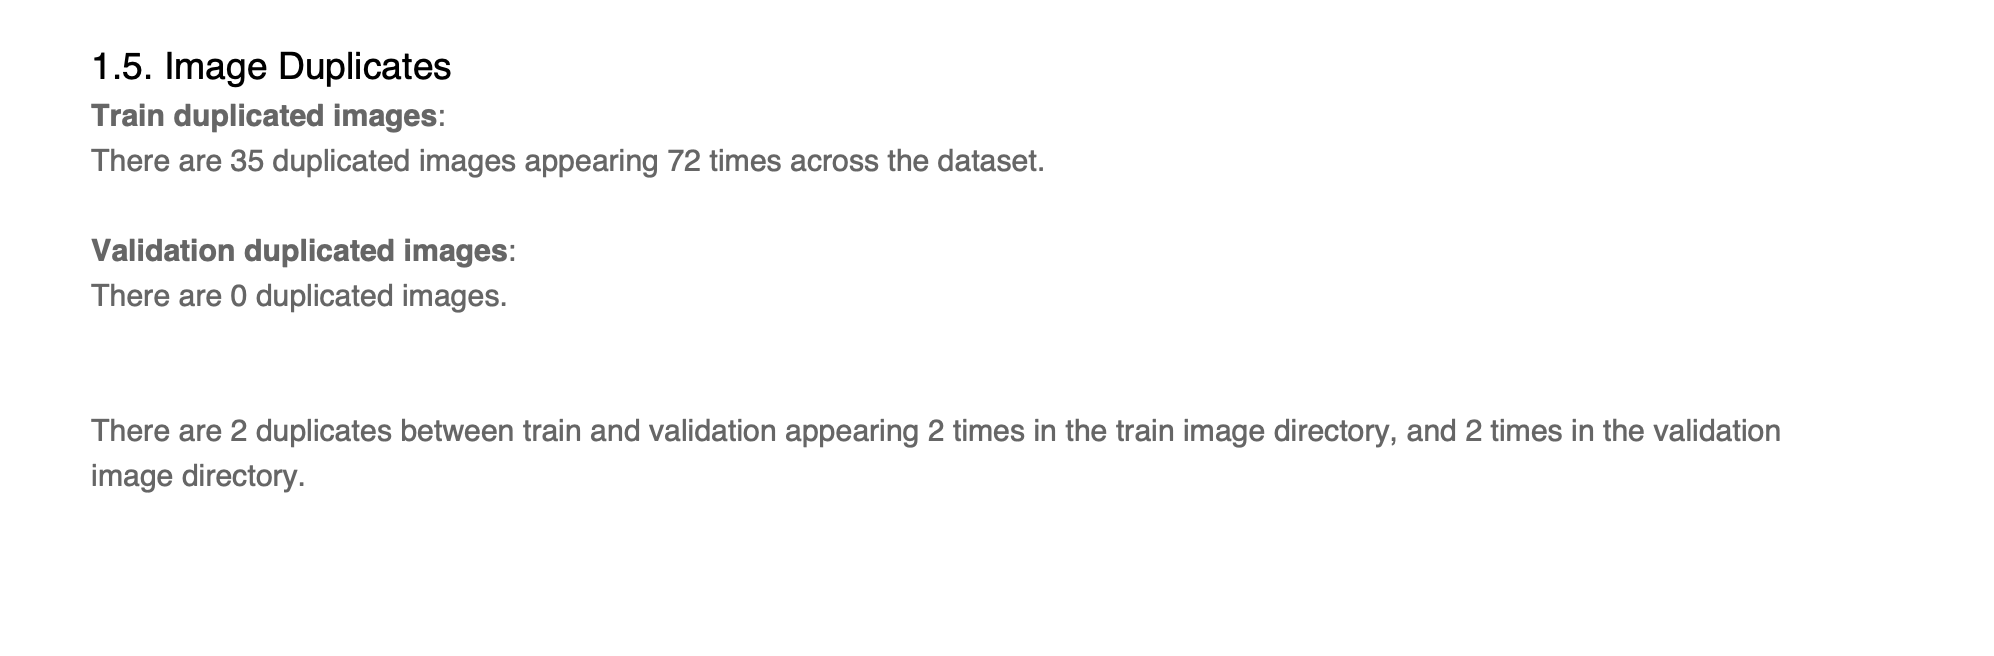 1.5. Image Duplicates
Train duplicated images:
There are 35 duplicated images appearing 72 times across the dataset.
Validation duplicated images:
There are 0 duplicated images.
There are 2 duplicates between train and validation appearing 2 times in the train image directory, and 2 times in the validation
image directory.